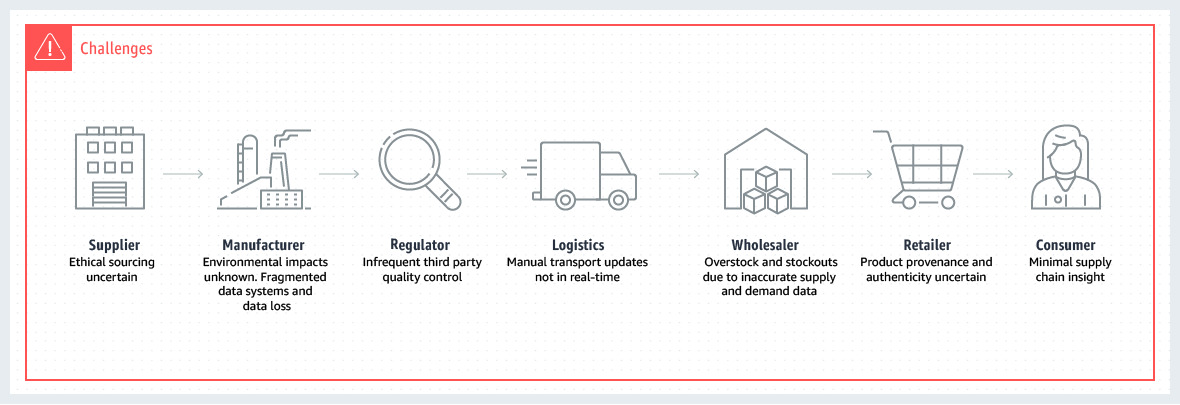 Challenges
Supplier
Ethical sourcing
uncertain
Manufacturer
Environmental impacts
unknown. Fragmented
data systems and
data loss
Regulator
Infrequent third party
quality control
Logistics
Manual transport updates
not in real-time
Wholesaler
Overstock and stockouts
due to inaccurate supply
and demand data
Retailer
Product provenance and
authenticity uncertain
Consumer
Minimal supply
chain insight